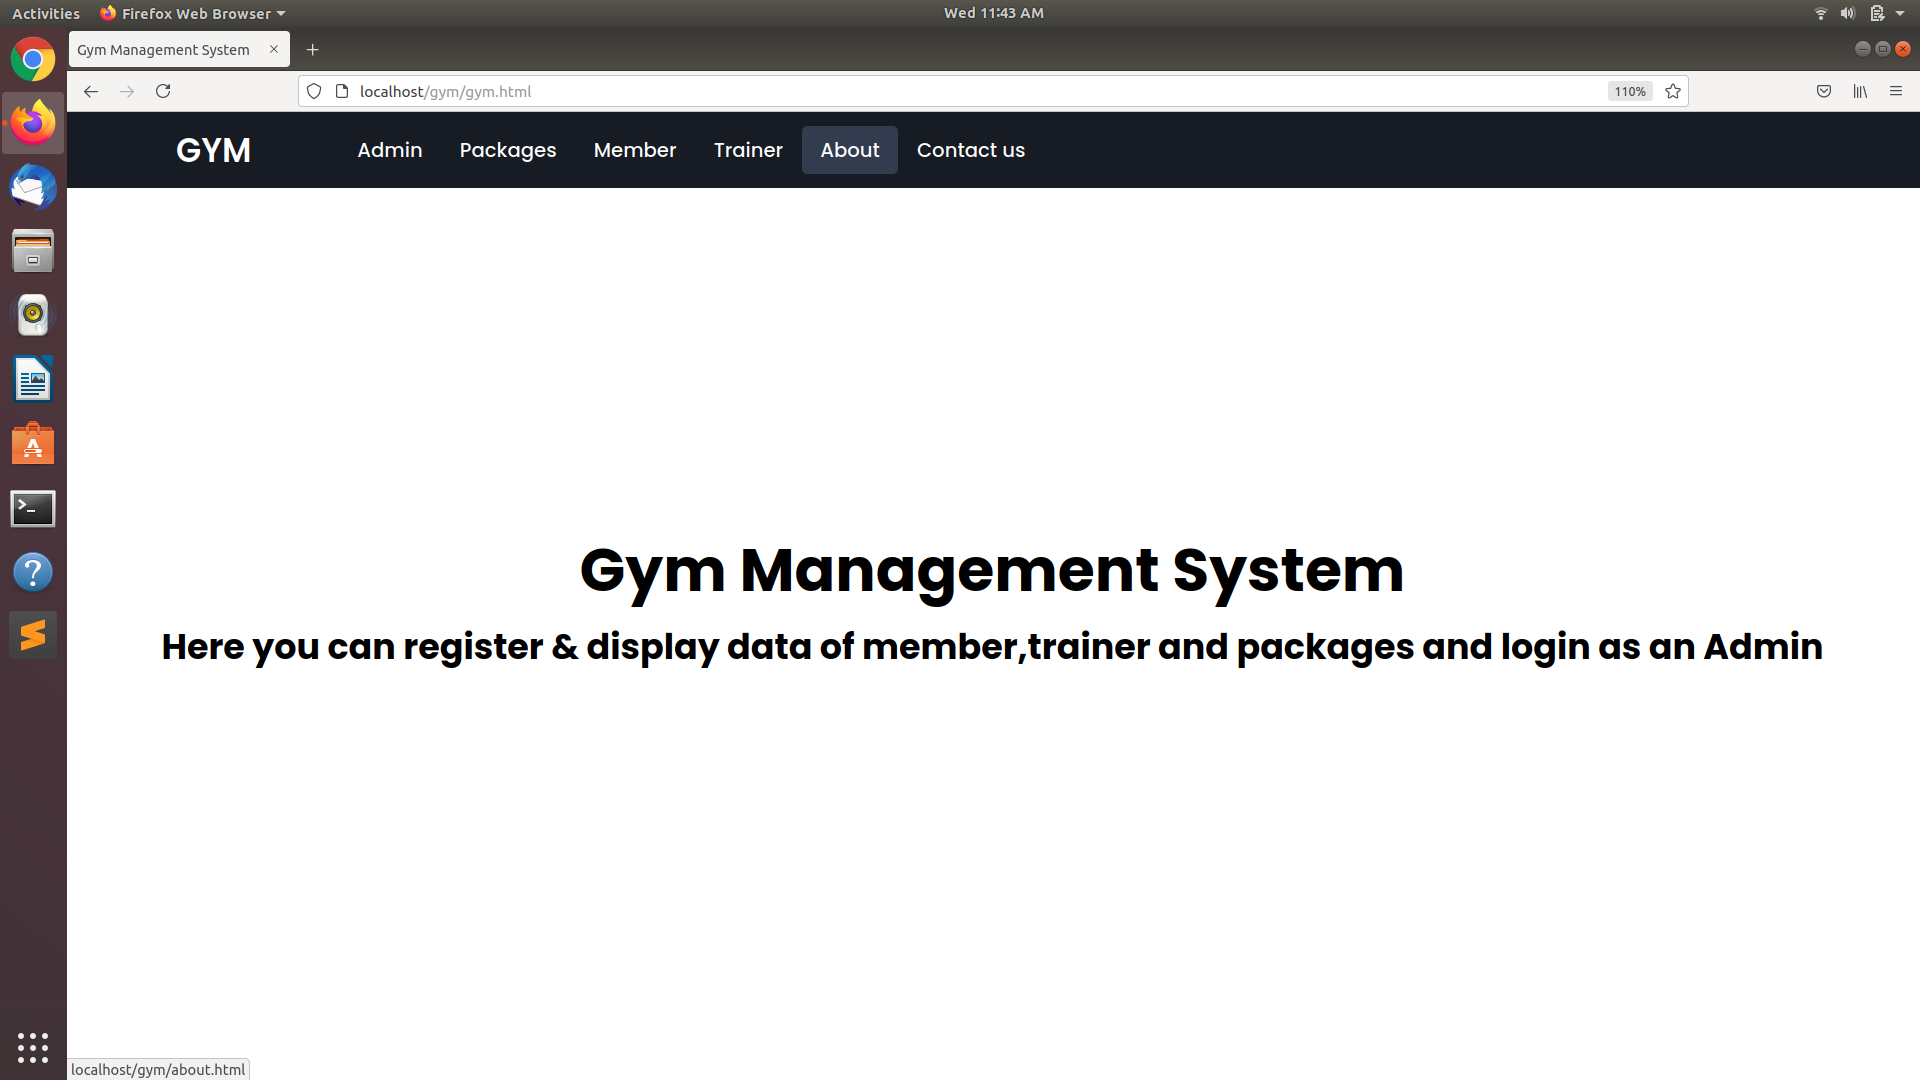 Activities Firefox Web Browser Wed 11:43 AM
Gym Management System
localhost/gym/gym.html 110%
GYM Admin Packages Member Trainer About Contact us
Gym Management System
Here you can register & display data of member,trainer and packages and login as an Admin
localhost/gym/about.html